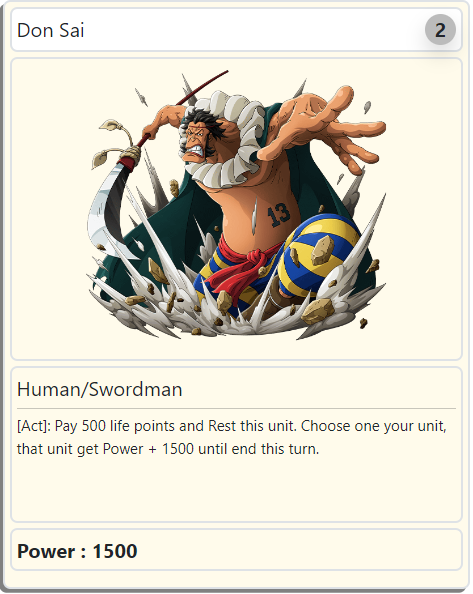 Don Sai
2
13
Human/Swordman
[Act]: Pay 500 life points and Rest this unit. Choose one your unit,
that unit get Power + 1500 until end this turn.
Power : 1500